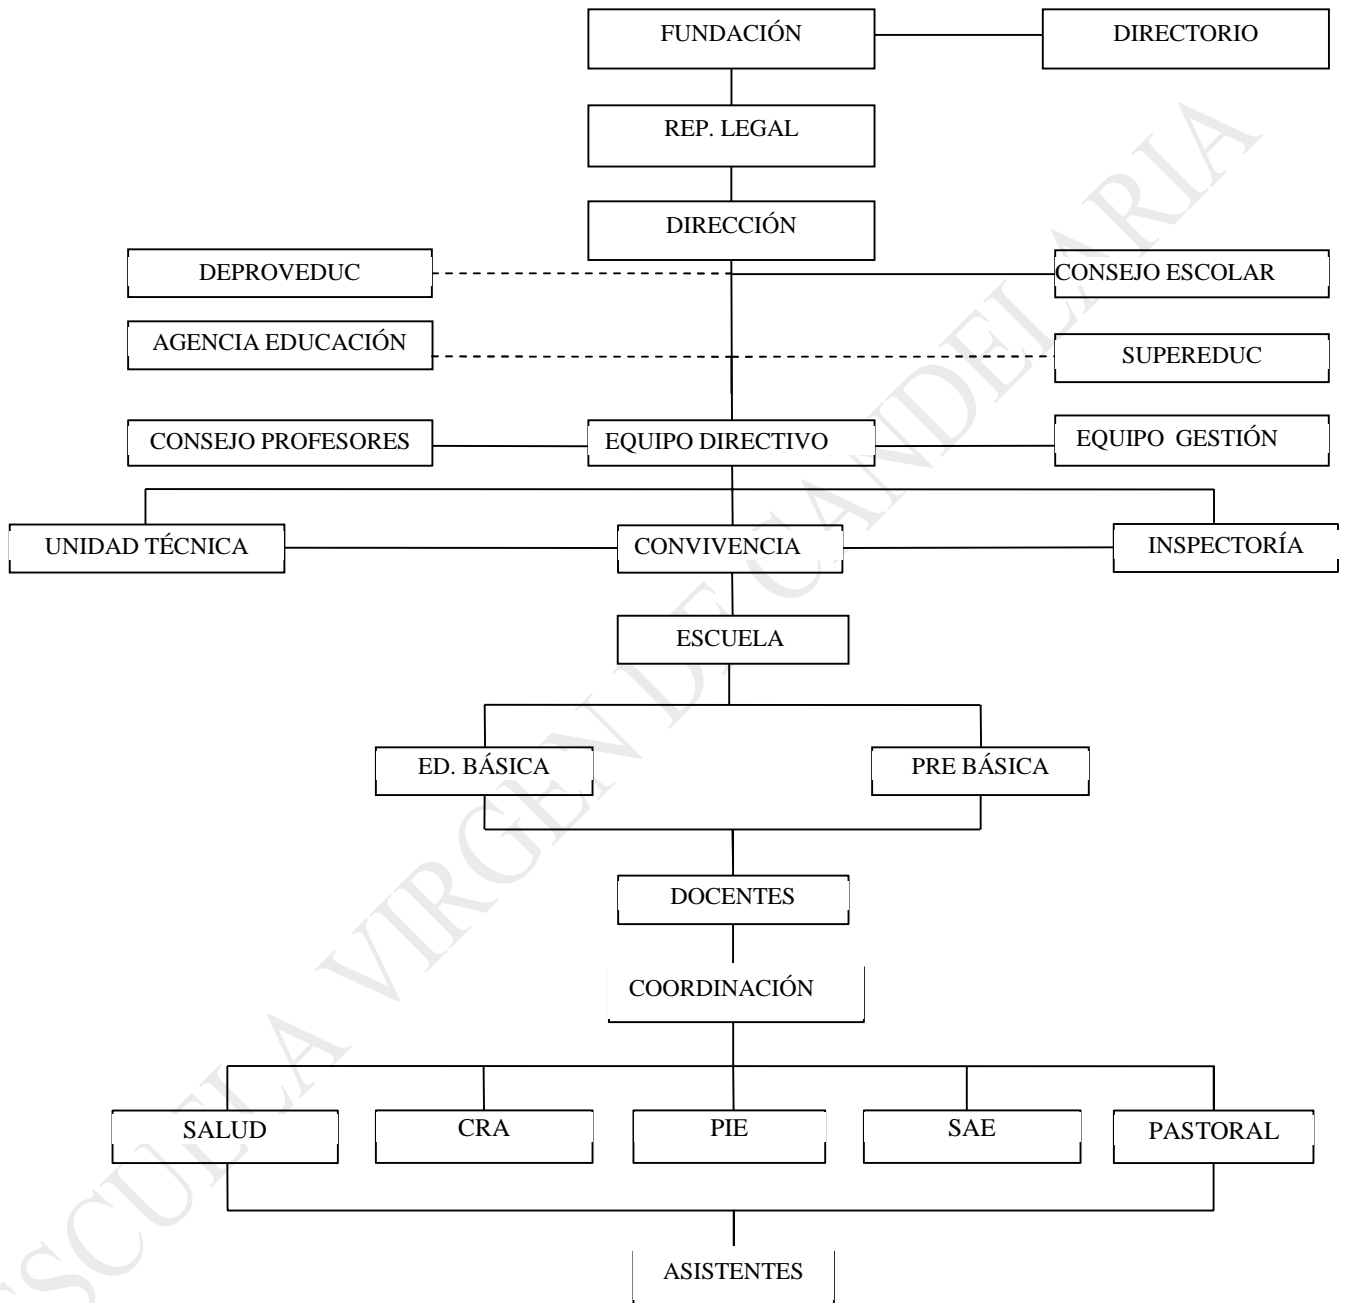 FUNDACIÓN
DIRECTORIO
REP. LEGAL
DIRECCIÓN
DEPROVEDUC
CONSEJO ESCOLAR
AGENCIA EDUCACIÓN
SUPEREDUC
CONSEJO PROFESORES
EQUIPO DIRECTIVO
EQUIPO GESTIÓN
UNIDAD TÉCNICA
CONVIVENCIA
INSPECTORÍA
ESCUELA
ED. BÁSICA
PRE BÁSICA
DOCENTES
COORDINACIÓN
SALUD
CRA
PIE
SAE
PASTORAL
ASISTENTES
ESCUELA VIRGEN DE CANDELARIA